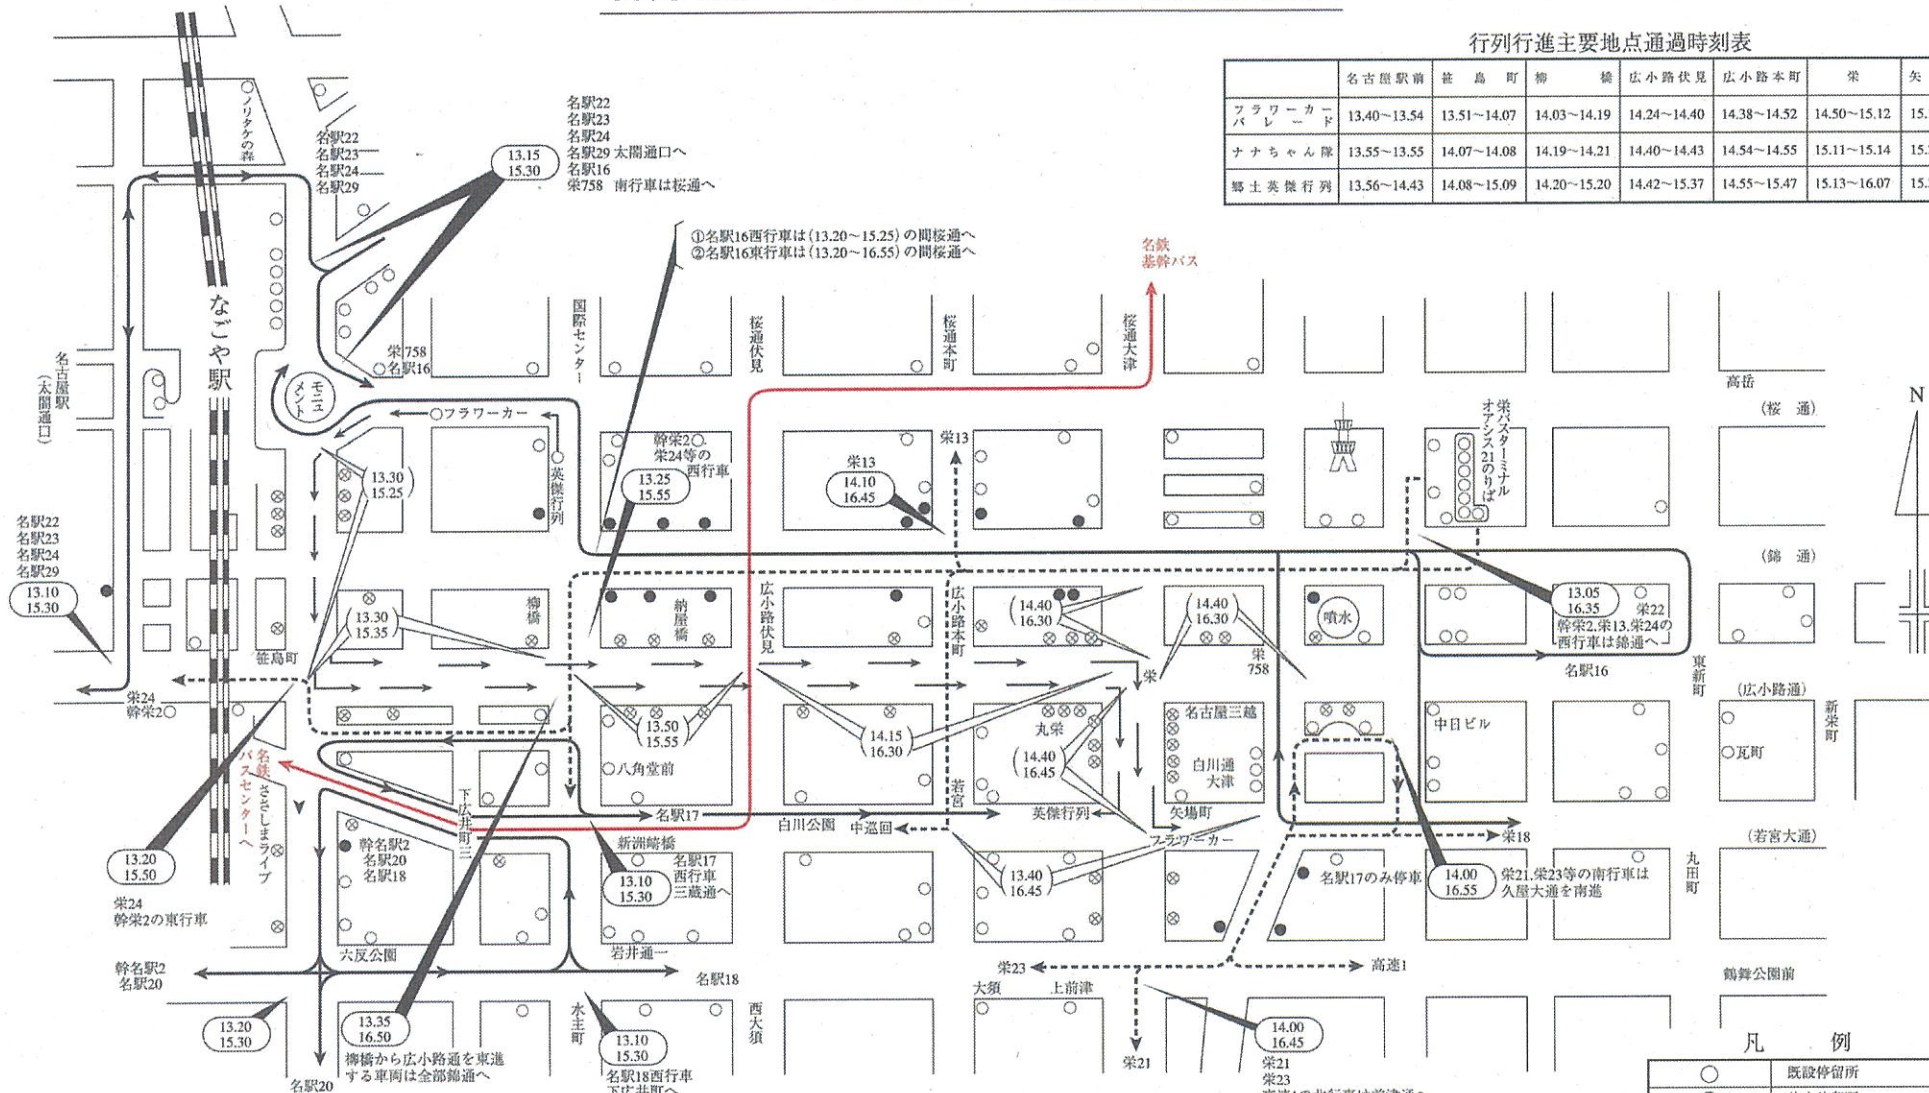 行列行進主要地点通過時刻表
名古屋駅前 笹島町 柳橋 広小路伏見 広小路本町 栄 矢
フラワーカーパレード 13.40～13.54 13.51～14.07 14.03～14.19 14.24～14.40 14.38～14.52 14.50～15.12 15.
ナナちゃん隊 13.55～13.55 14.07～14.08 14.19～14.21 14.40～14.43 14.54～14.55 15.11～15.14 15.
郷土英傑行列 13.56～14.43 14.08～15.09 14.20～15.20 14.42～15.37 14.55～15.47 15.13～16.07 15.
ノリタケの森
名駅22
名駅23
名駅24
名駅29
13.15
15.30
名駅22
名駅23
名駅24
名駅29 太閤通口へ
名駅16
栄758 南行車は桜通へ
①名駅16西行車は(13.20～15.25)の間桜通へ
②名駅16東行車は(13.20～16.55)の間桜通へ
名鉄
基幹バス
なごや駅
名古屋駅
(太閤通口)
モニュ
メント
栄758
名駅16
国際センター
桜通伏見
桜通本町
桜通大津
高岳
(桜通)
N
フラワーカー
英傑行列
13.30
15.25
幹栄2
栄24等の
西行車
13.25
15.55
栄13
14.10
16.45
栄13
栄バスターミナル
オアシス21のりば
(錦通)
名駅22
名駅23
名駅24
名駅29
13.10
15.30
笹島町
13.30
15.35
柳橋
納屋橋
広小路伏見
広小路本町
14.40
16.30
14.40
16.30
栄
栄
758
噴水
13.05
16.35
栄22
幹栄2.栄13.栄24の
西行車は錦通へ
名駅16
東新町
(広小路通)
新栄町
栄24
幹栄2
13.50
15.55
14.15
16.30
丸栄
14.40
16.45
名古屋三越
白川通
大津
中日ビル
瓦町
名鉄
バスセンターへ
ささしまライブ
下広井町三
八角堂前
名駅17
白川公園
中巡回
若宮
英傑行列
矢場町
フラワーカー
栄18
(若宮大通)
13.20
15.50
栄24
幹栄2の東行車
幹名駅2
名駅20
名駅18
新洲崎橋
13.10
15.30
名駅17
西行車
三蔵通へ
13.40
16.45
名駅17のみ停車
14.00
16.55
栄21.栄23等の南行車は
久屋大通を南進
丸田町
六反公園
岩井通一
幹名駅2
名駅20
名駅18
栄23
高速1
大須
上前津
鶴舞公園前
13.20
15.30
13.35
16.50
柳橋から広小路通を東進
する車両は全部錦通へ
名駅20
水主町
13.10
15.30
名駅18西行車
下広井町へ
西大須
栄21
14.00
16.45
栄21
栄23
凡例
既設停留所